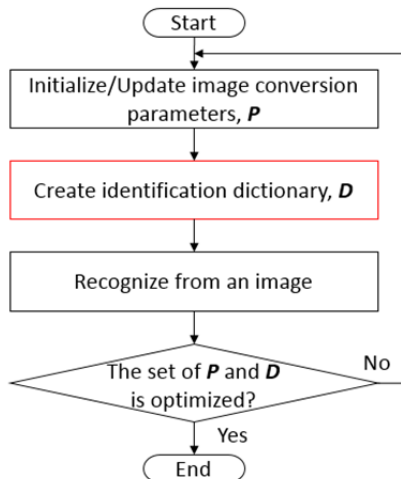 Start
Initialize/Update image conversion
parameters, P
Create identification dictionary, D
Recognize from an image
The set of P and D
is optimized?
No
Yes
End